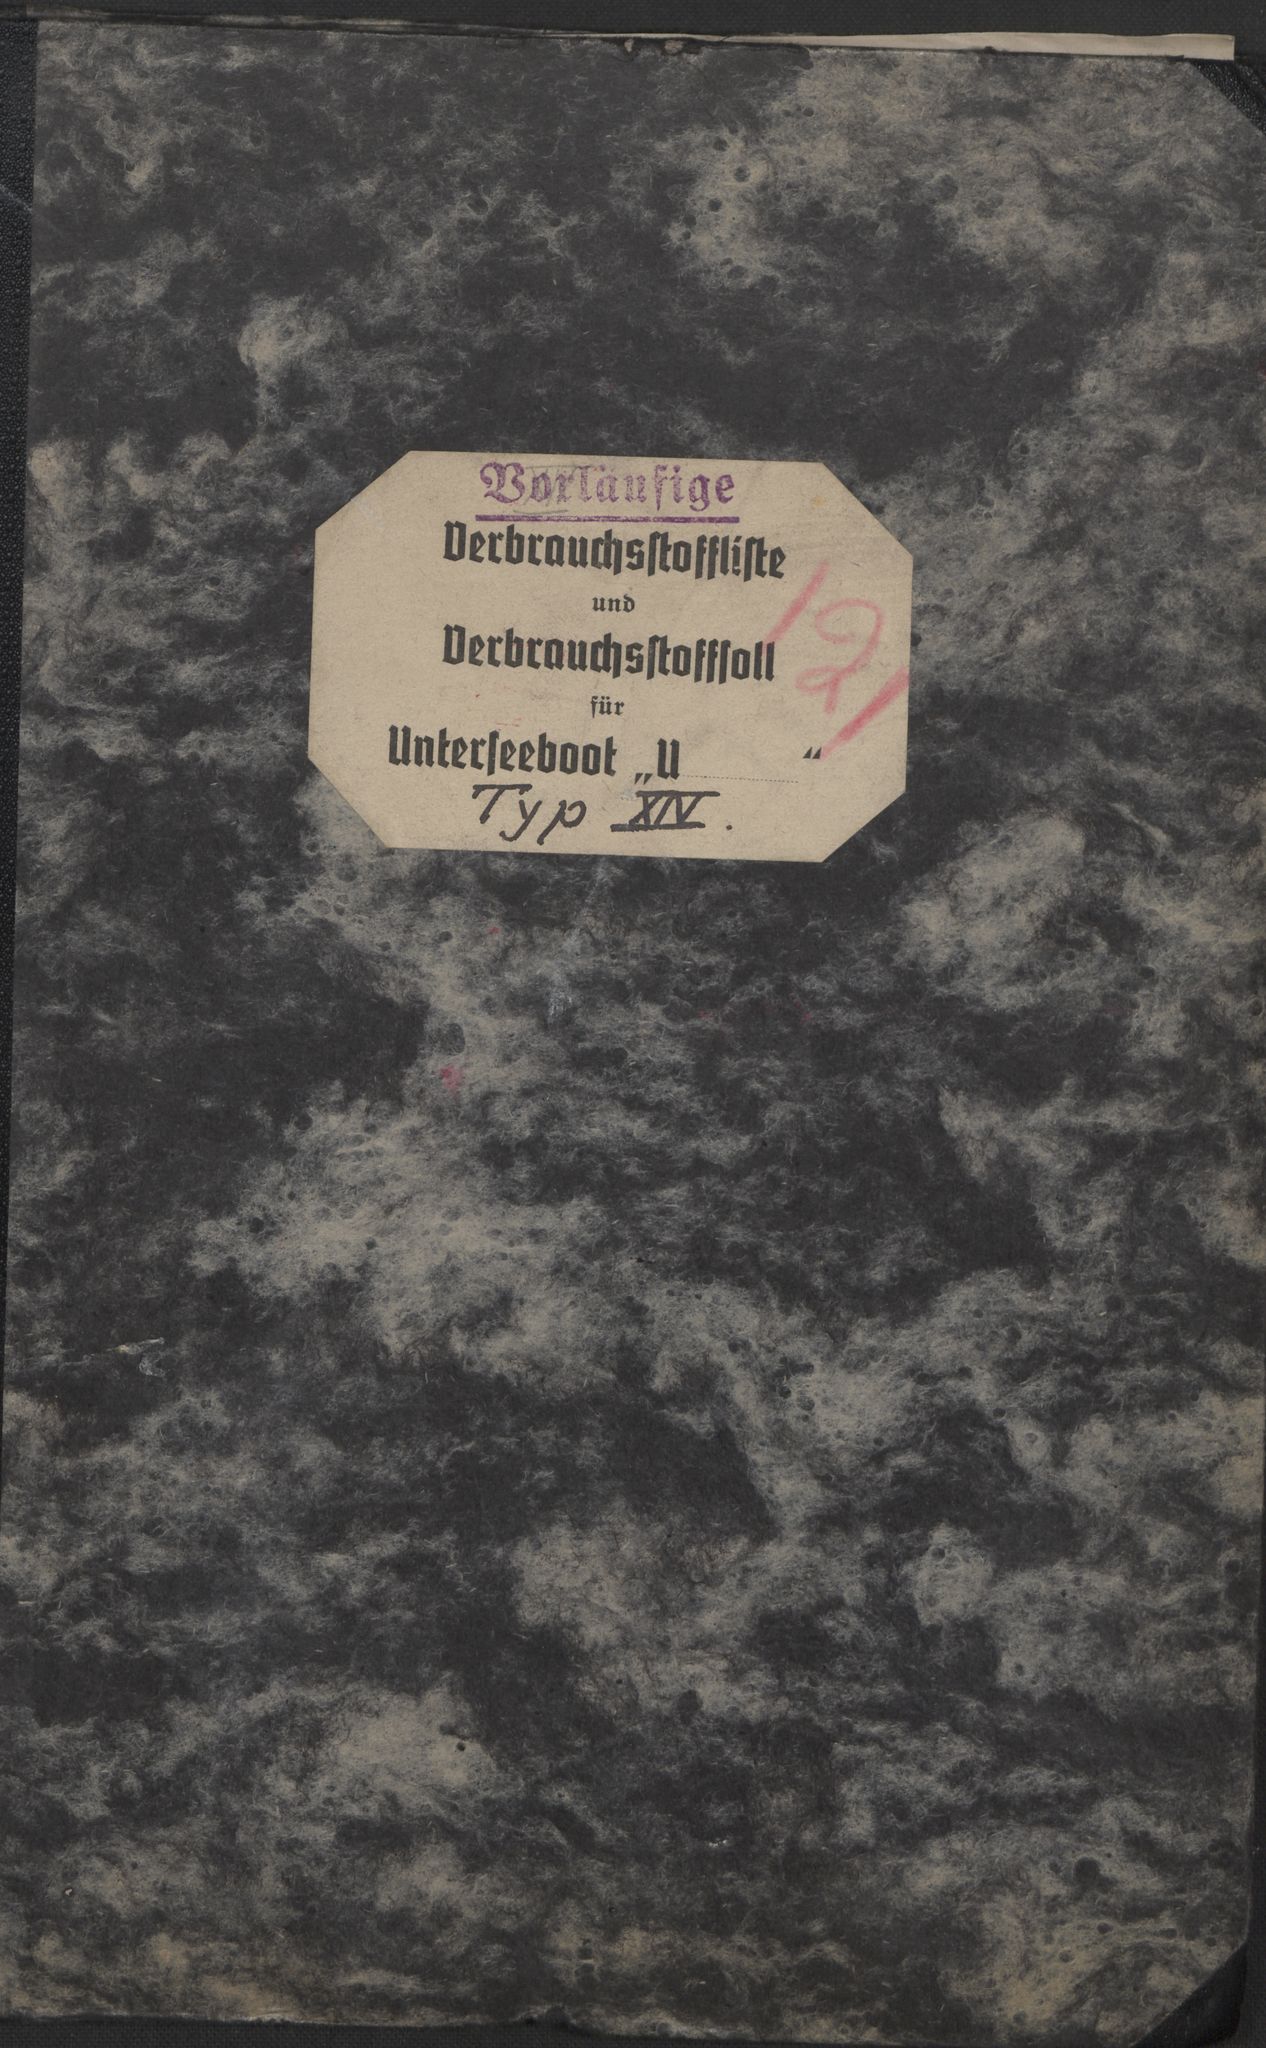 Vorläufige
Verbrauchsstoffliste
und
Verbrauchsstoffsoll
für
Unterseeboot „U “
Typ XIV.
121